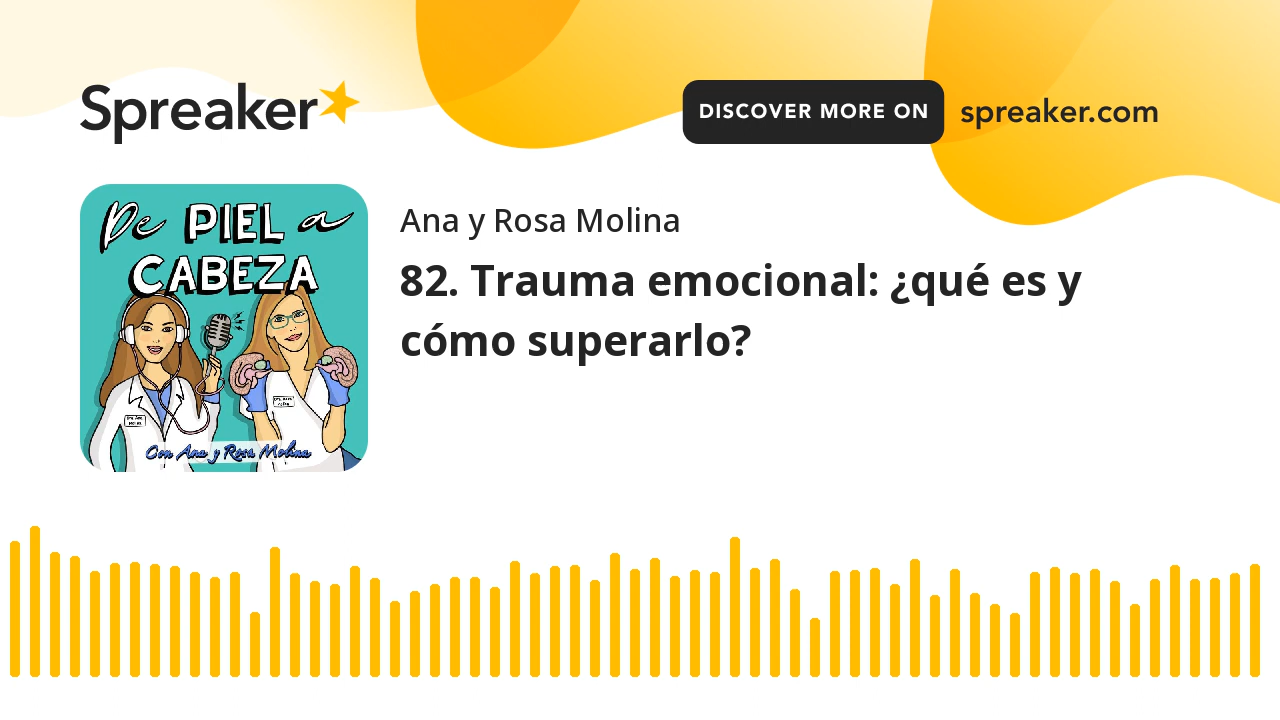 Spreaker
DISCOVER MORE ON
spreaker.com
De PIEL a
CABEZA
Con Ana y Rosa Molina
Ana y Rosa Molina
82. Trauma emocional: ¿qué es y
cómo superarlo?